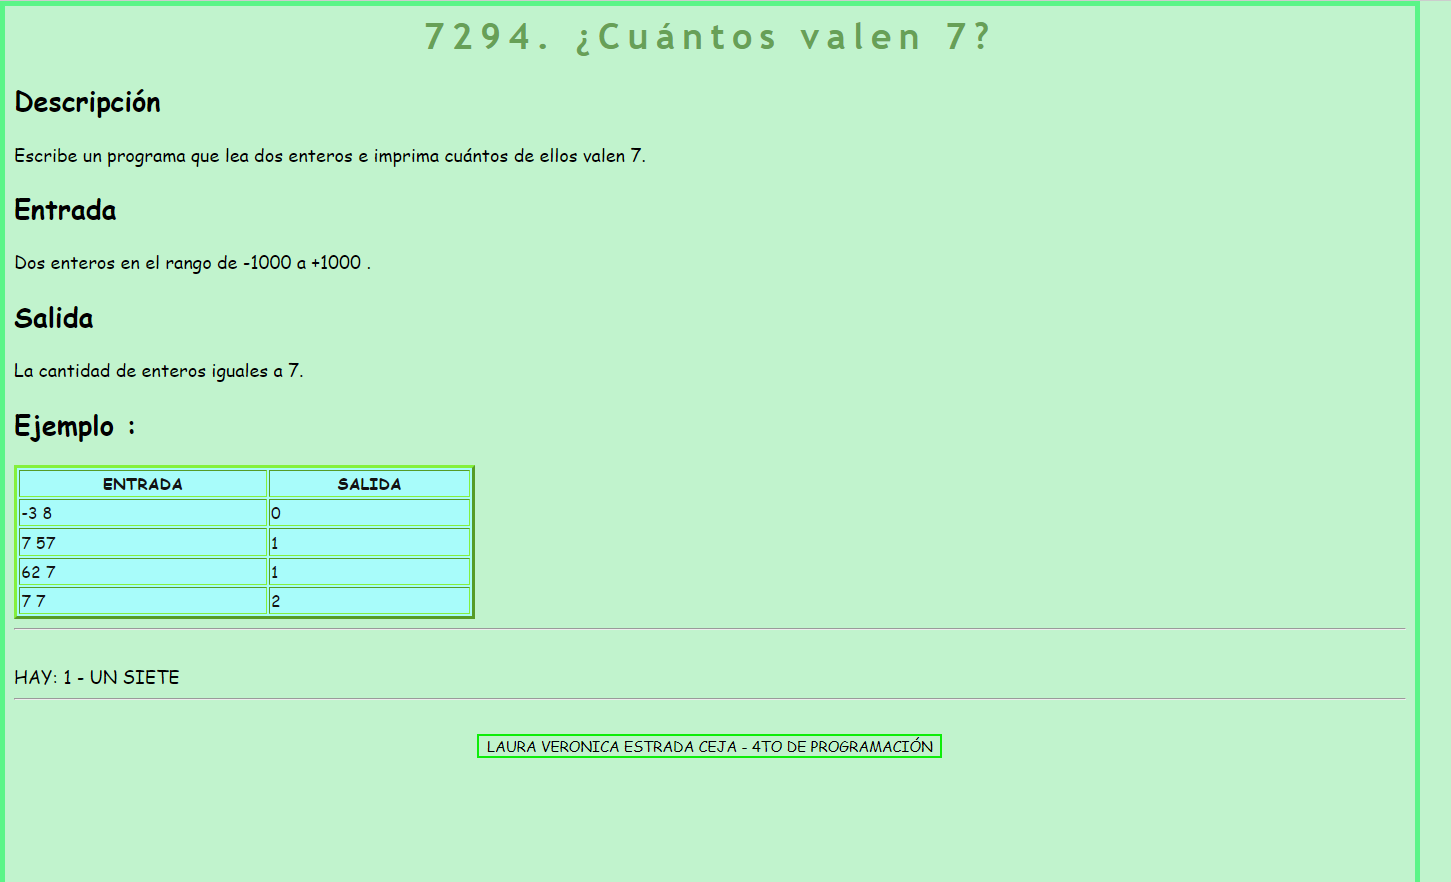 7294. ¿Cuántos valen 7?
Descripción
Escribe un programa que lea dos enteros e imprima cuántos de ellos valen 7.
Entrada
Dos enteros en el rango de -1000 a +1000 .
Salida
La cantidad de enteros iguales a 7.
Ejemplo :
ENTRADA SALIDA
-3 8 0
7 57 1
62 7 1
7 7 2
HAY: 1 - UN SIETE
LAURA VERONICA ESTRADA CEJA - 4TO DE PROGRAMACIÓN